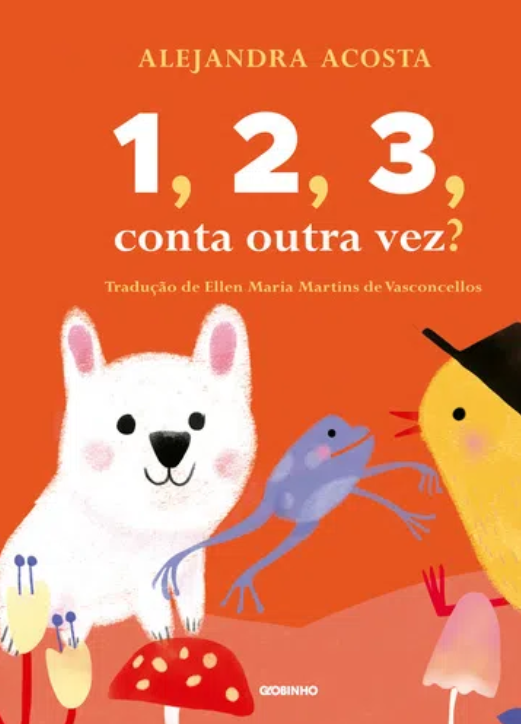 ALEJANDRA ACOSTA
1, 2, 3,
conta outra vez?
Tradução de Ellen Maria Martins de Vasconcellos
GLOBINHO